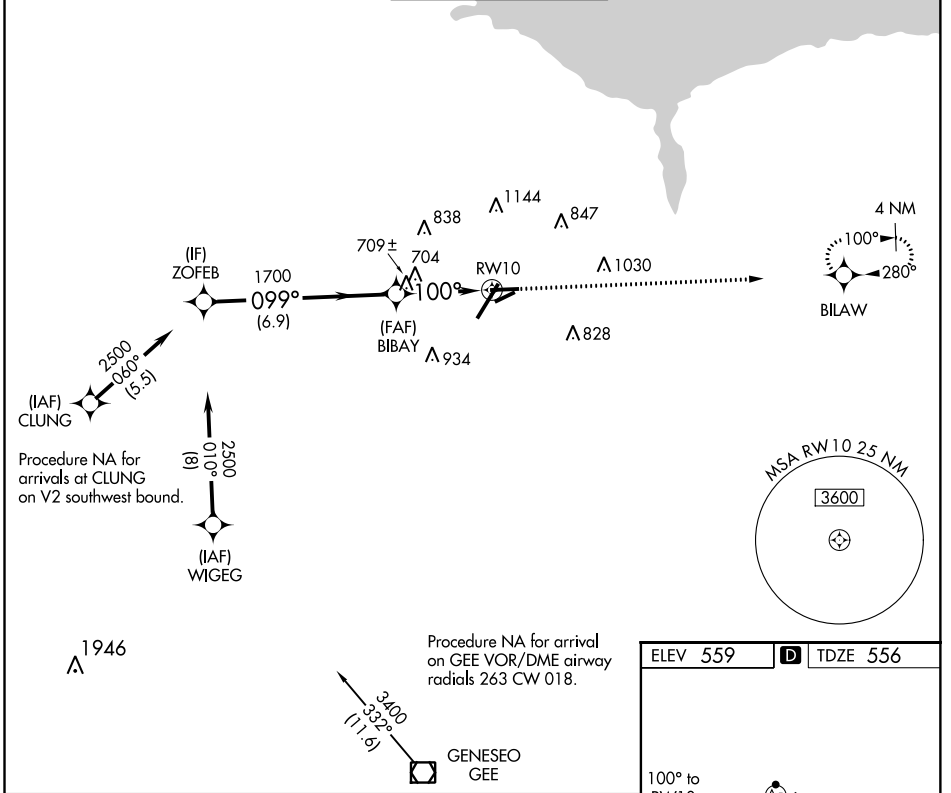 1144
838
847
4 NM
709±
704
100°
(IF)
ZOFEB
1700
099°
(6.9)
100°
RW10
1030
280°
BILAW
(FAF)
BIBAY
828
934
2500
060°
(5.5)
(IAF)
CLUNG
Procedure NA for
arrivals at CLUNG
on V2 southwest bound.
2500
010°
(8)
(IAF)
WIGEG
MSA RW10 25 NM
3600
1946
Procedure NA for arrival
on GEE VOR/DME airway
radials 263 CW 018.
3400
332°
(11.6)
GENESEO
GEE
ELEV 559 D TDZE 556
100° to